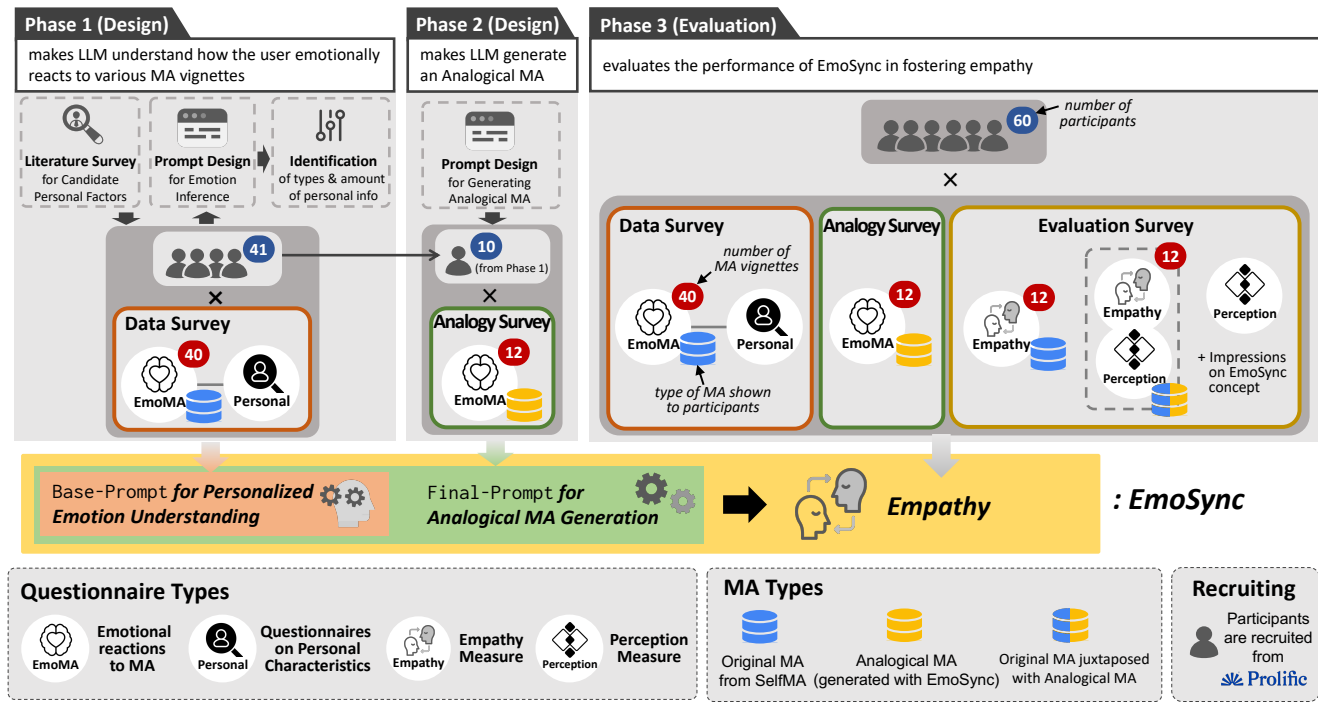 Phase 1 (Design)
makes LLM understand how the user emotionally
reacts to various MA vignettes
Literature Survey
for Candidate
Personal Factors
Prompt Design
for Emotion
Inference
Identification
of types & amount
of personal info
41
×
Data Survey
40
EmoMA
Personal
Phase 2 (Design)
makes LLM generate
an Analogical MA
Prompt Design
for Generating
Analogical MA
10
(from Phase 1)
×
Analogy Survey
12
EmoMA
Phase 3 (Evaluation)
evaluates the performance of EmoSync in fostering empathy
60
number of
participants
×
Data Survey
number of
MA vignettes
40
EmoMA
Personal
type of MA shown
to participants
Analogy Survey
12
EmoMA
Evaluation Survey
12
Empathy
12
Empathy
Perception
Perception
+ Impressions
on EmoSync
concept
Base-Prompt for Personalized
Emotion Understanding
Final-Prompt for
Analogical MA Generation
Empathy
: EmoSync
Questionnaire Types
EmoMA
Emotional
reactions
to MA
Personal
Questionnaires
on Personal
Characteristics
Empathy
Empathy
Measure
Perception
Perception
Measure
MA Types
Original MA
from SelfMA
Analogical MA
(generated with EmoSync)
Original MA juxtaposed
with Analogical MA
Recruiting
Participants
are recruited
from
Prolific